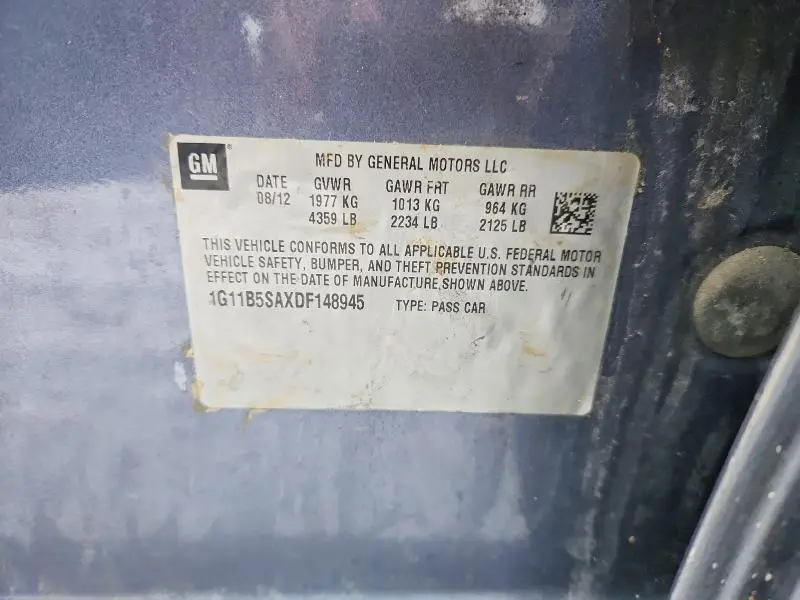 GM
MFD BY GENERAL MOTORS LLC
DATE GVWR GAWR FRT GAWR RR
08/12 1977 KG 1013 KG 964 KG
4359 LB 2234 LB 2125 LB
THIS VEHICLE CONFORMS TO ALL APPLICABLE U.S. FEDERAL MOTOR
VEHICLE SAFETY, BUMPER, AND THEFT PREVENTION STANDARDS IN
EFFECT ON THE DATE OF MANUFACTURE SHOWN ABOVE.
1G11B5SAXDF148945 TYPE: PASS CAR